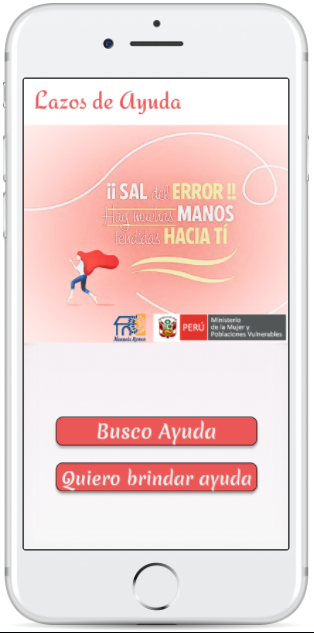 Lazos de Ayuda
¡¡ SAL del ERROR !!
Hay muchas MANOS
tendidas HACIA TÍ
Manuela Ramos
PERÚ
Ministerio
de la Mujer y
Poblaciones Vulnerables
Busco Ayuda
Quiero brindar ayuda